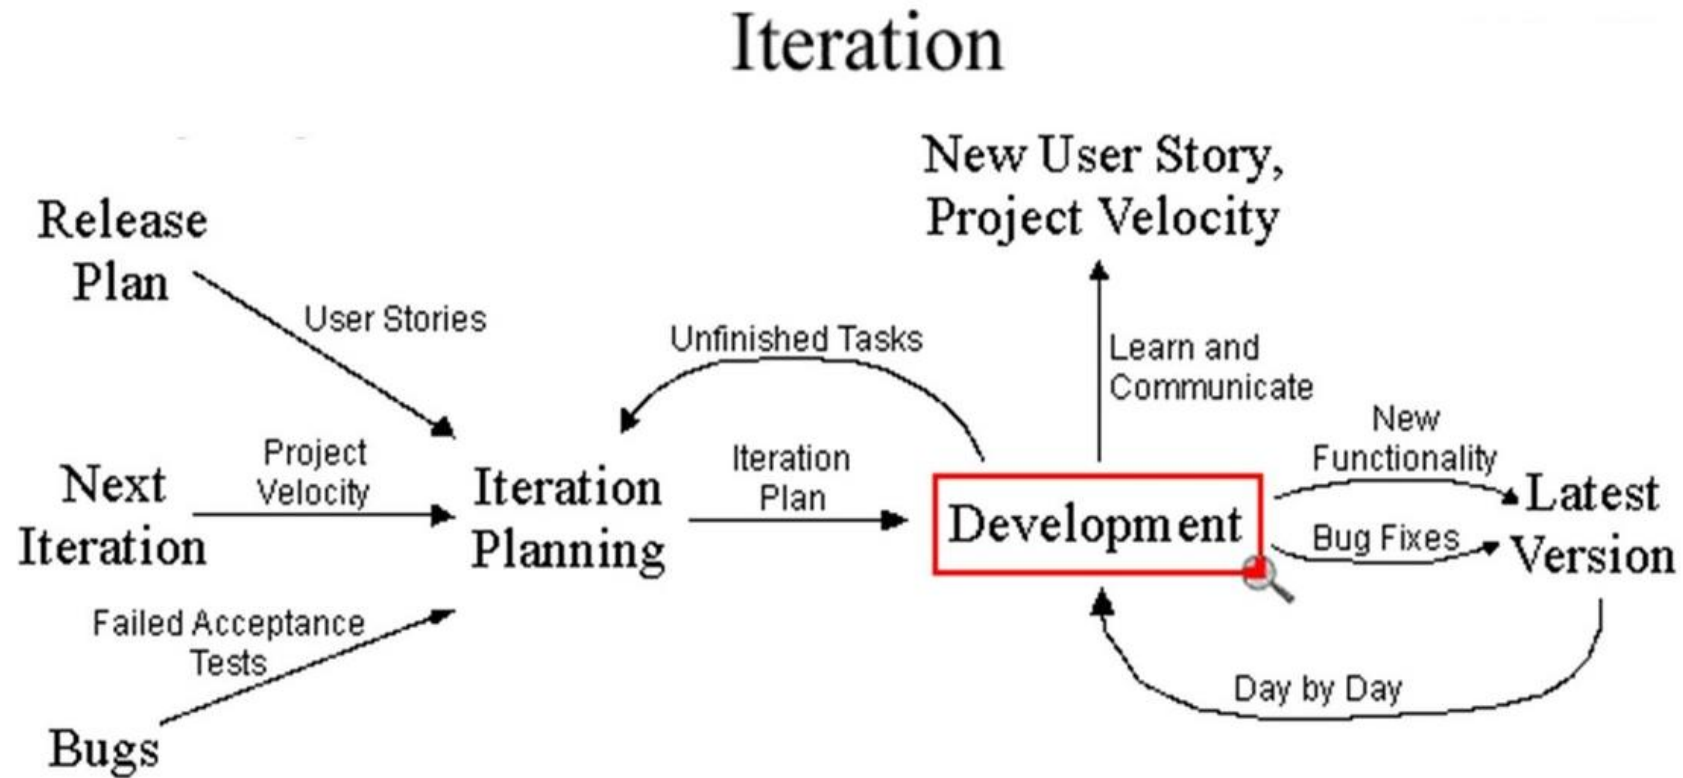 Iteration
New User Story,
Project Velocity
Release
Plan
User Stories
Unfinished Tasks
Learn and
Communicate
New
Functionality
Project
Velocity
Next
Iteration
Iteration
Planning
Iteration
Plan
Development
Bug Fixes
Latest
Version
Failed Acceptance
Tests
Day by Day
Bugs